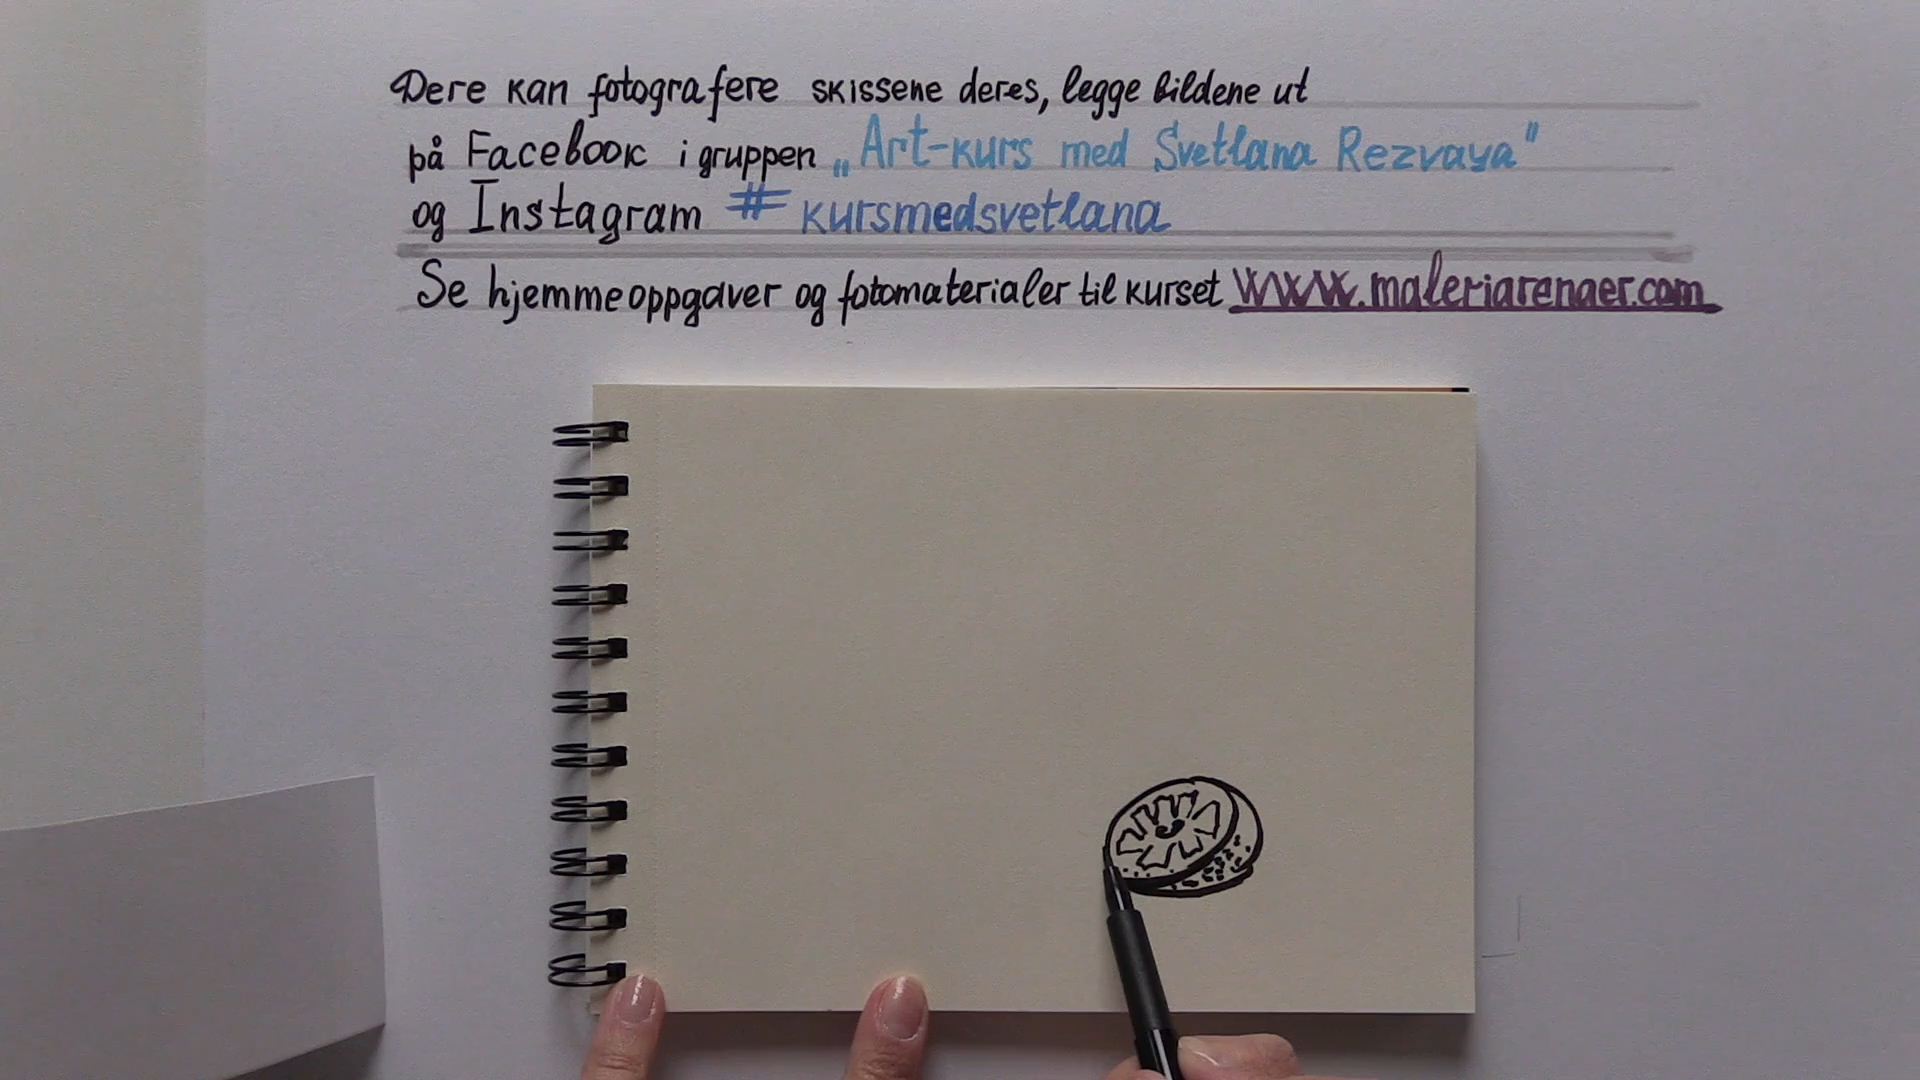 Dere kan fotografere skissene deres, legge bildene ut
på Facebook i gruppen „Art-kurs med Svetlana Rezvaya"
og Instagram # kursmedsvetlana
Se hjemmeoppgaver og fotomaterialer til kurset www.maleriarenaer.com